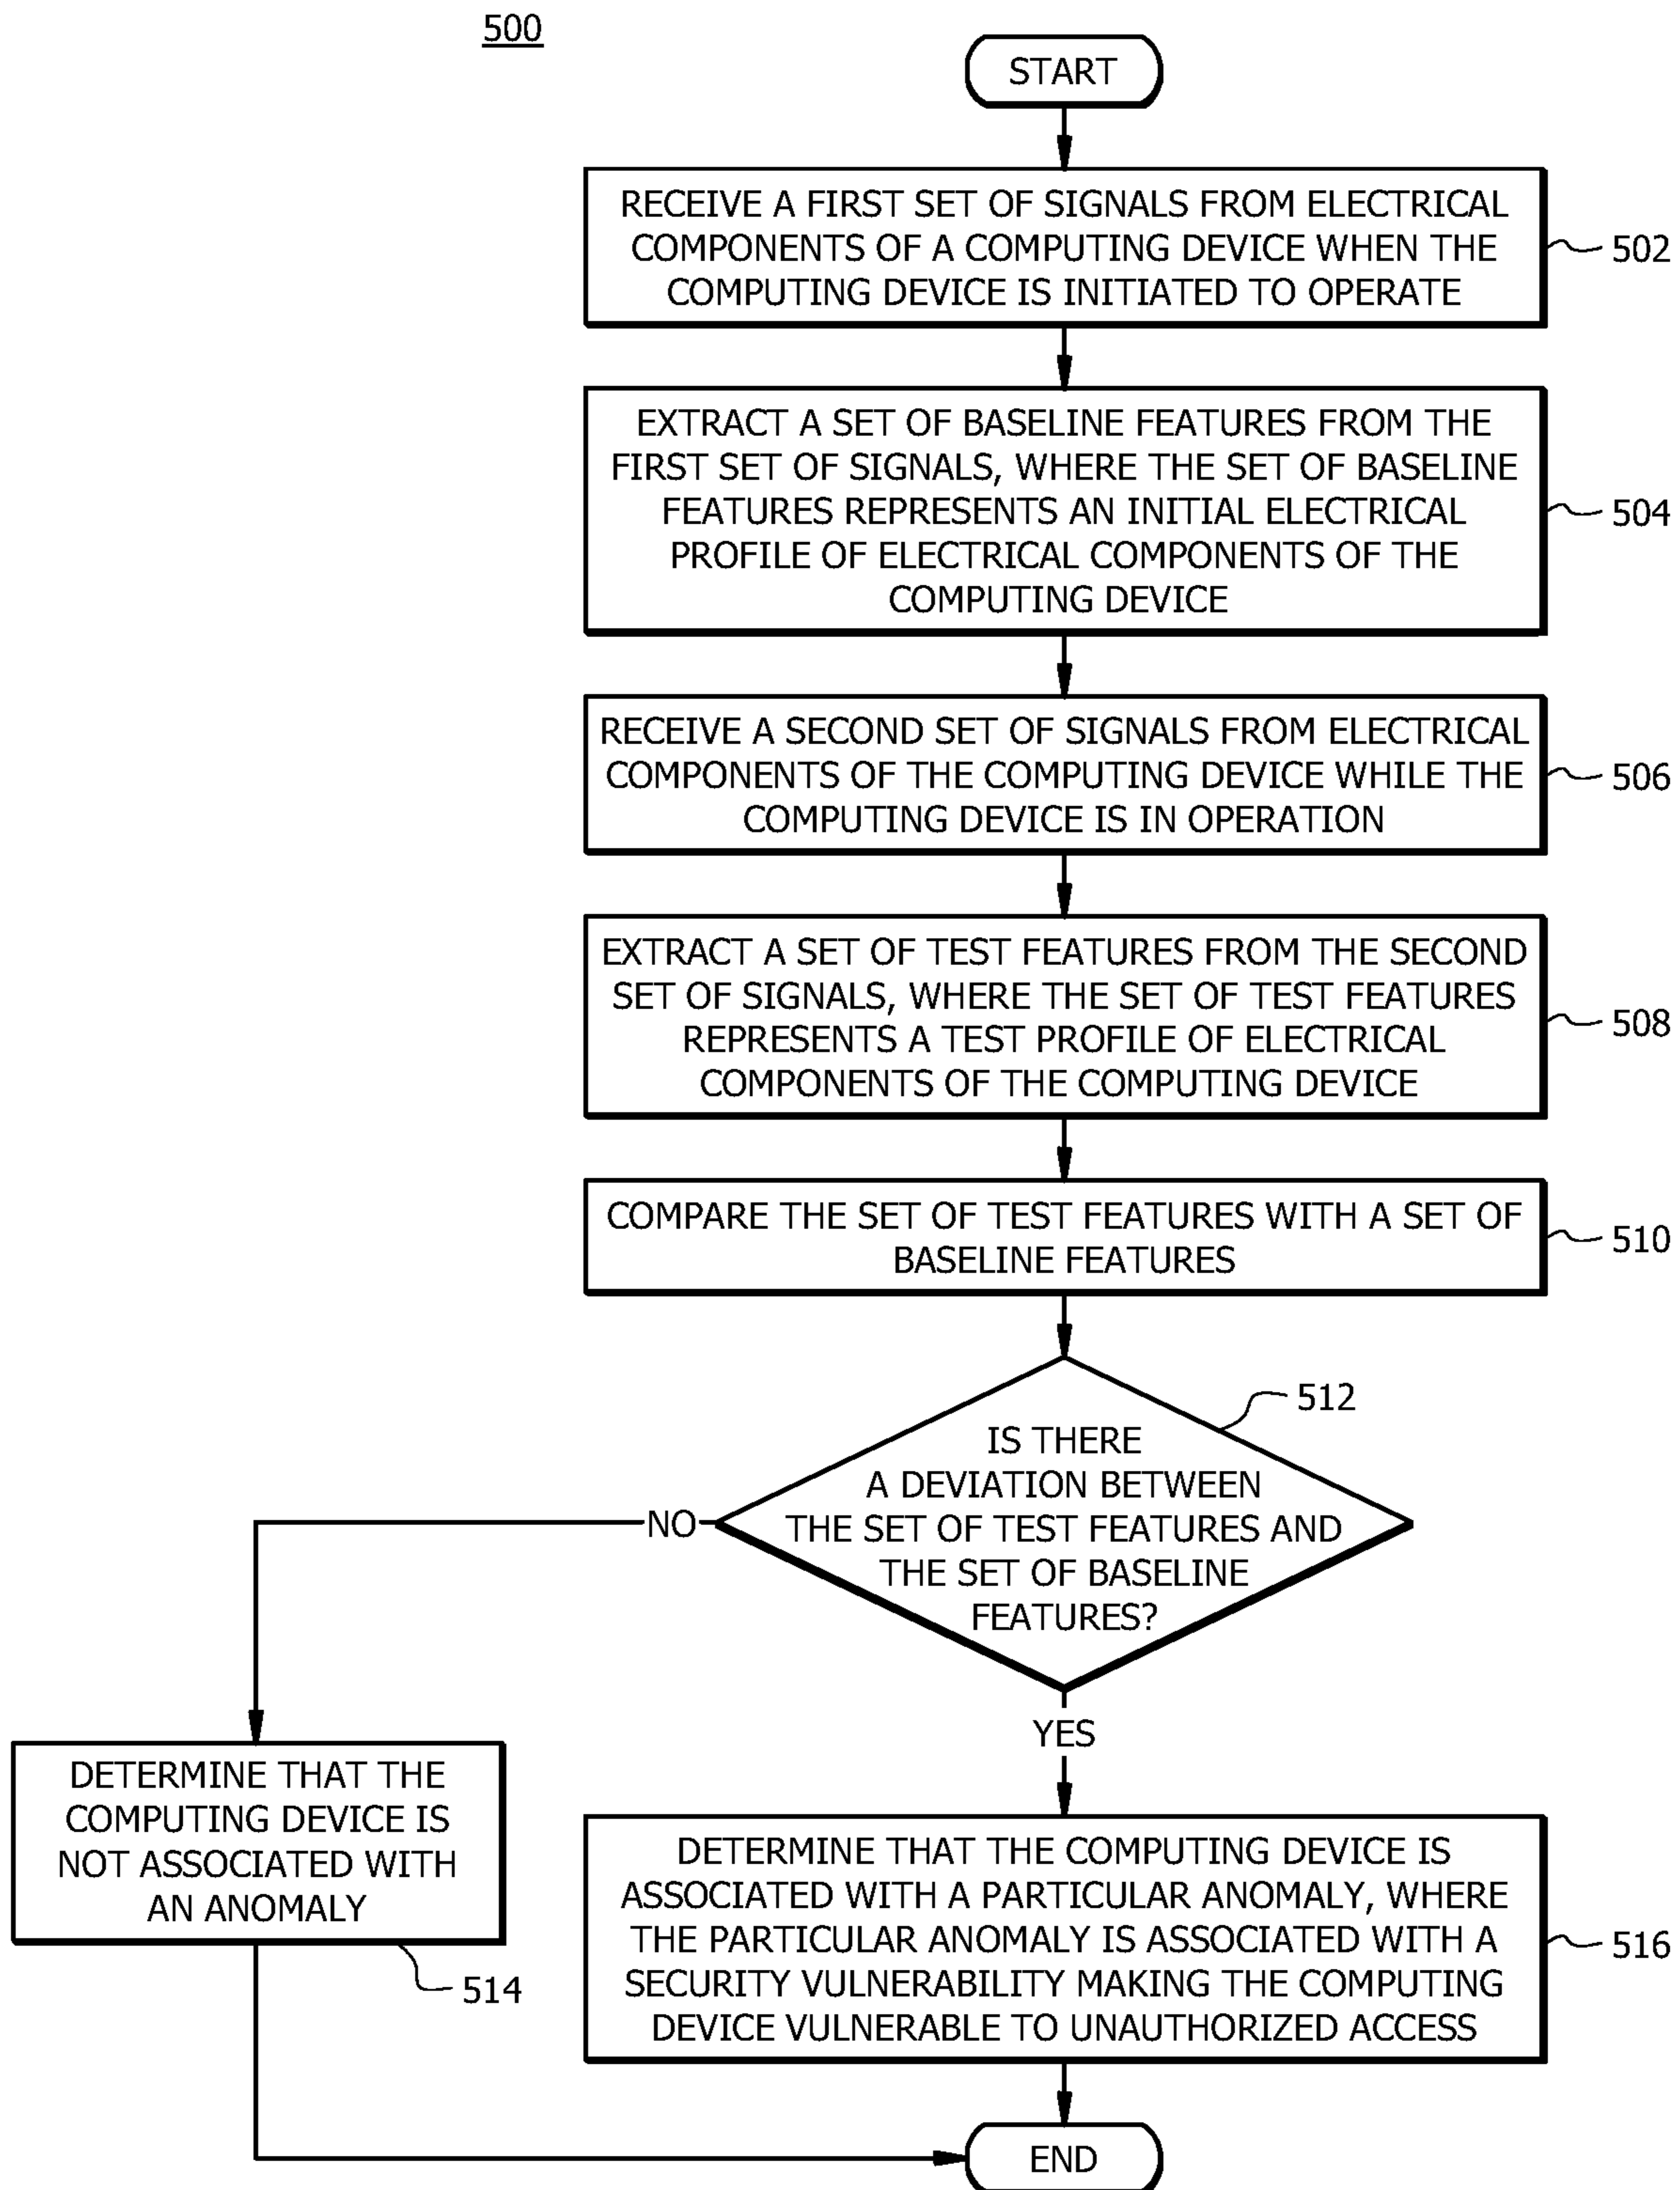 500
START
RECEIVE A FIRST SET OF SIGNALS FROM ELECTRICAL
COMPONENTS OF A COMPUTING DEVICE WHEN THE
COMPUTING DEVICE IS INITIATED TO OPERATE
502
EXTRACT A SET OF BASELINE FEATURES FROM THE
FIRST SET OF SIGNALS, WHERE THE SET OF BASELINE
FEATURES REPRESENTS AN INITIAL ELECTRICAL
PROFILE OF ELECTRICAL COMPONENTS OF THE
COMPUTING DEVICE
504
RECEIVE A SECOND SET OF SIGNALS FROM ELECTRICAL
COMPONENTS OF THE COMPUTING DEVICE WHILE THE
COMPUTING DEVICE IS IN OPERATION
506
EXTRACT A SET OF TEST FEATURES FROM THE SECOND
SET OF SIGNALS, WHERE THE SET OF TEST FEATURES
REPRESENTS A TEST PROFILE OF ELECTRICAL
COMPONENTS OF THE COMPUTING DEVICE
508
COMPARE THE SET OF TEST FEATURES WITH A SET OF
BASELINE FEATURES
510
512
IS THERE
A DEVIATION BETWEEN
THE SET OF TEST FEATURES AND
THE SET OF BASELINE
FEATURES?
NO
YES
DETERMINE THAT THE
COMPUTING DEVICE IS
NOT ASSOCIATED WITH
AN ANOMALY
514
DETERMINE THAT THE COMPUTING DEVICE IS
ASSOCIATED WITH A PARTICULAR ANOMALY, WHERE
THE PARTICULAR ANOMALY IS ASSOCIATED WITH A
SECURITY VULNERABILITY MAKING THE COMPUTING
DEVICE VULNERABLE TO UNAUTHORIZED ACCESS
516
END